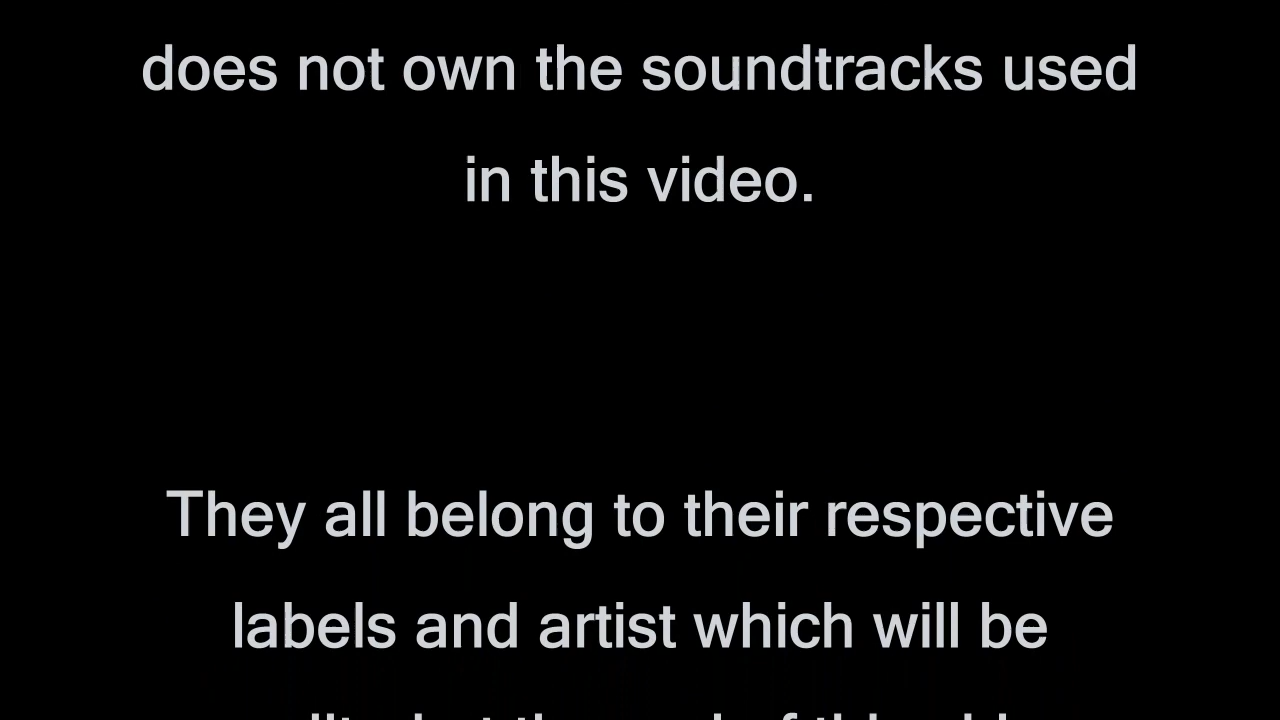 does not own the soundtracks used
in this video.
They all belong to their respective
labels and artist which will be